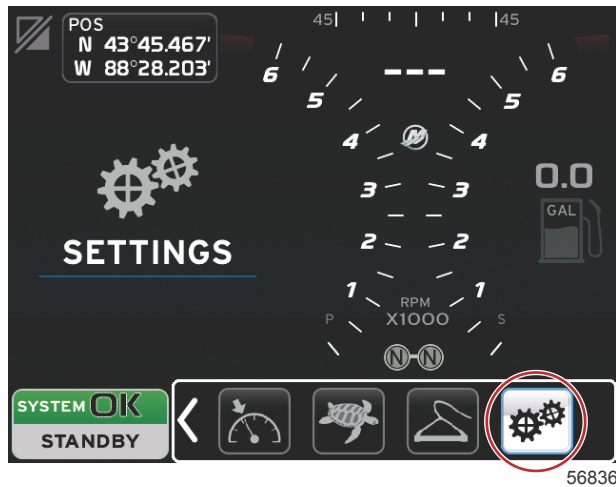 POS
N 43°45.467'
W 88°28.203'
45 45
6 6
5 5
4 4
3 3
2 2
1 1
RPM
X1000
P S
N N
0.0
GAL
SETTINGS
SYSTEM OK
STANDBY
56836